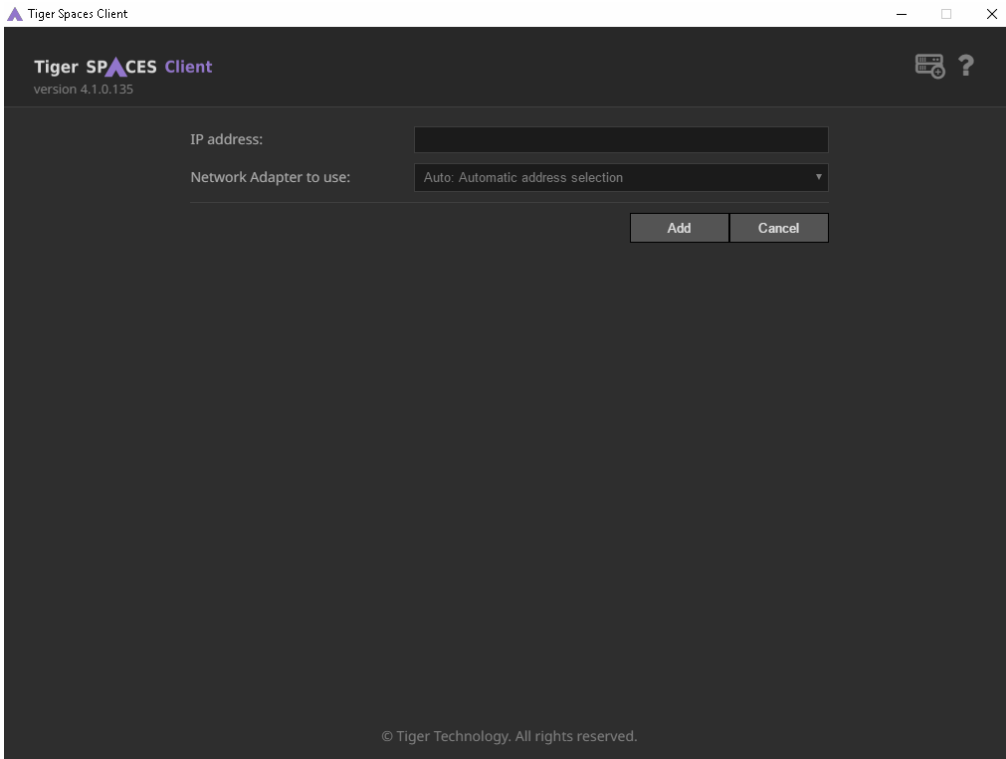 Tiger Spaces Client
Tiger SPACES Client
version 4.1.0.135
?
IP address:
Network Adapter to use: Auto: Automatic address selection
Add Cancel
© Tiger Technology. All rights reserved.